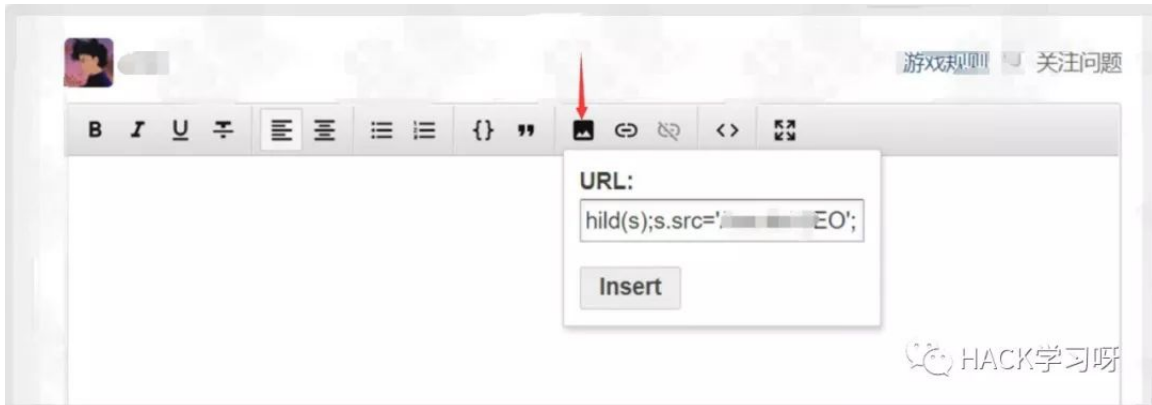 游戏规则 关注问题
B I U T
URL:
hild(s);s.src='
EO';
Insert
HACK学习呀